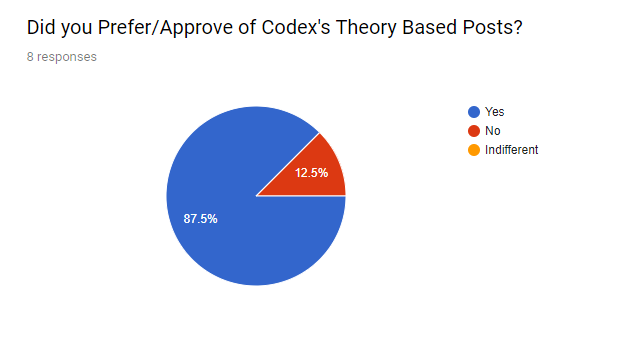 Did you Prefer/Approve of Codex's Theory Based Posts?
8 responses
Yes
No
Indifferent
12.5%
87.5%